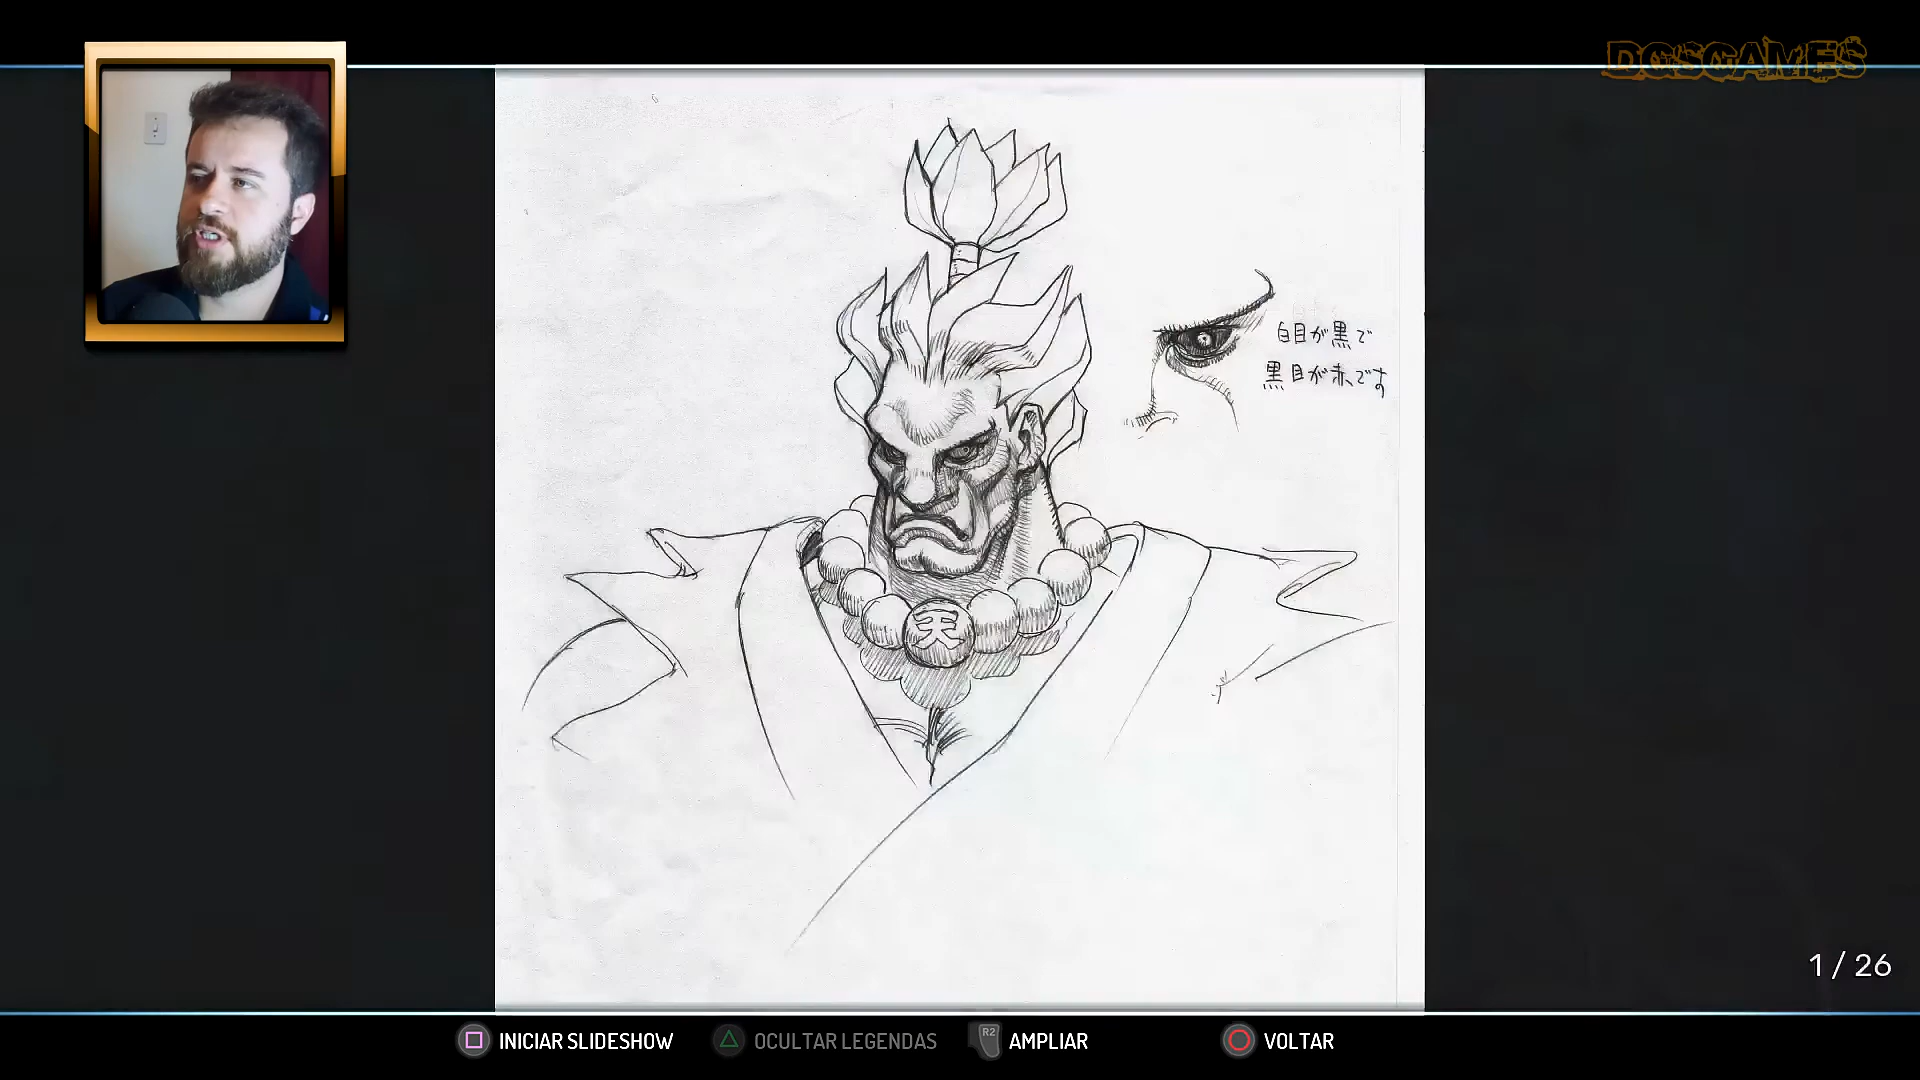 DGSGAMES
白目が黒で
黒目が赤、です
天
1 / 26
INICIAR SLIDESHOW
OCULTAR LEGENDAS
R2
AMPLIAR
VOLTAR